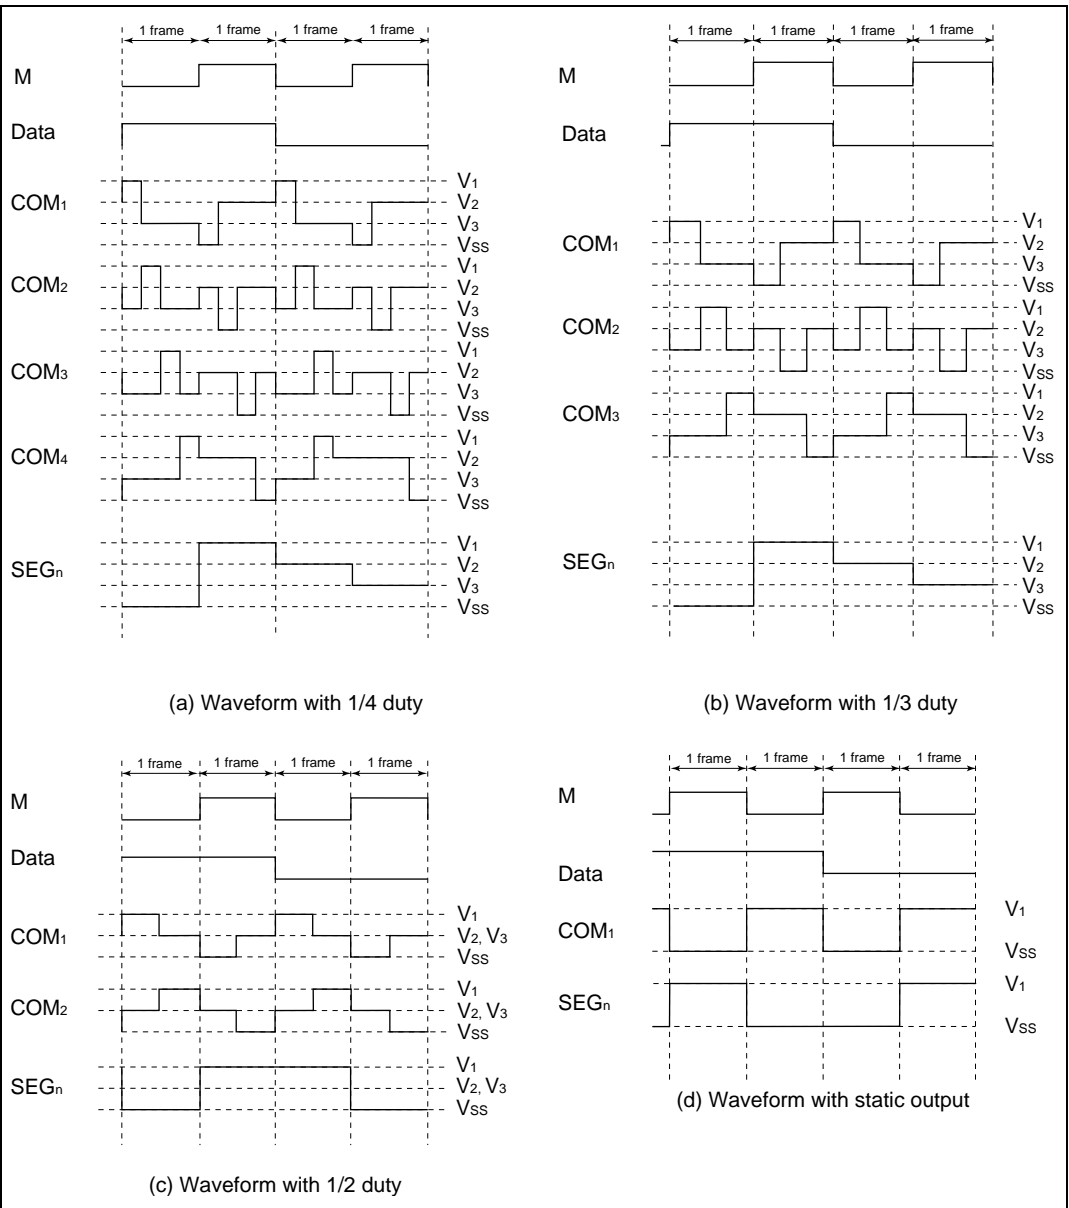 1 frame 1 frame 1 frame 1 frame
M
Data
COM1
V1
V2
V3
VSS
COM2
V1
V2
V3
VSS
COM3
V1
V2
V3
VSS
COM4
V1
V2
V3
VSS
SEGn
V1
V2
V3
VSS
(a) Waveform with 1/4 duty
1 frame 1 frame 1 frame 1 frame
M
Data
COM1
V1
V2
V3
VSS
COM2
V1
V2
V3
VSS
COM3
V1
V2
V3
VSS
SEGn
V1
V2
V3
VSS
(b) Waveform with 1/3 duty
1 frame 1 frame 1 frame 1 frame
M
Data
COM1
V1
V2, V3
VSS
COM2
V1
V2, V3
VSS
SEGn
V1
V2, V3
VSS
(c) Waveform with 1/2 duty
1 frame 1 frame 1 frame 1 frame
M
Data
COM1
V1
VSS
SEGn
V1
VSS
(d) Waveform with static output